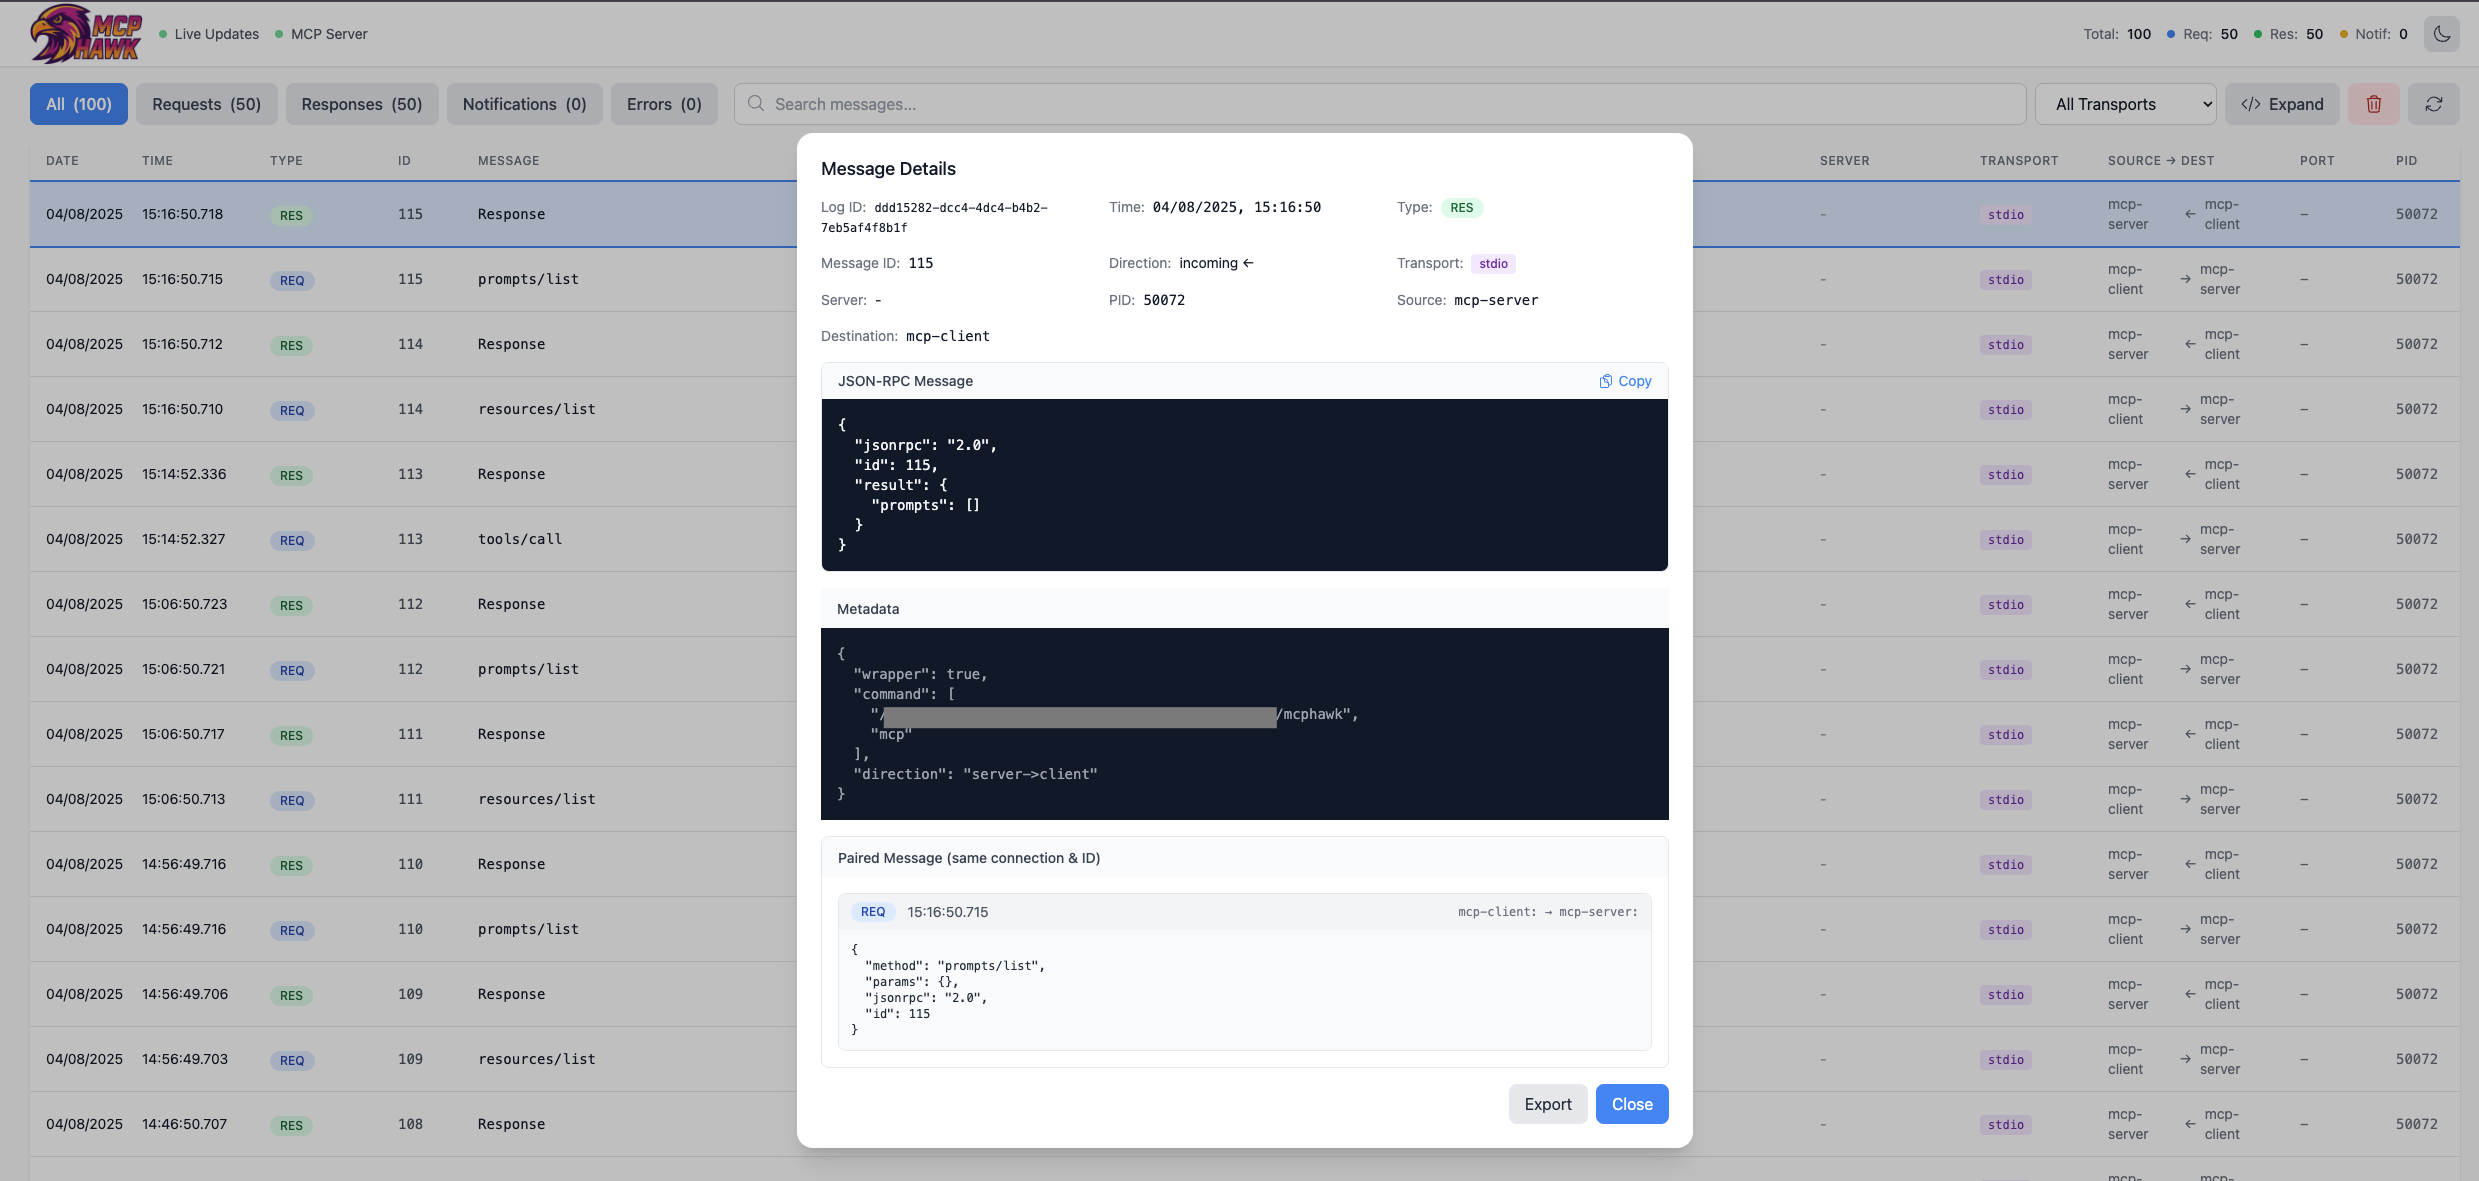 MCP HAWK
Live Updates MCP Server Total: 100 Req: 50 Res: 50 Notif: 0
All (100) Requests (50) Responses (50) Notifications (0) Errors (0) Search messages... All Transports </> Expand
DATE TIME TYPE ID MESSAGE SERVER TRANSPORT SOURCE → DEST PORT PID
04/08/2025 15:16:50.718 RES 115 Response - stdio mcp-server ← mcp-client — 50072
04/08/2025 15:16:50.715 REQ 115 prompts/list - stdio mcp-client → mcp-server — 50072
04/08/2025 15:16:50.712 RES 114 Response - stdio mcp-server ← mcp-client — 50072
04/08/2025 15:16:50.710 REQ 114 resources/list - stdio mcp-client → mcp-server — 50072
04/08/2025 15:14:52.336 RES 113 Response - stdio mcp-server ← mcp-client — 50072
04/08/2025 15:14:52.327 REQ 113 tools/call - stdio mcp-client → mcp-server — 50072
04/08/2025 15:06:50.723 RES 112 Response - stdio mcp-server ← mcp-client — 50072
04/08/2025 15:06:50.721 REQ 112 prompts/list - stdio mcp-client → mcp-server — 50072
04/08/2025 15:06:50.717 RES 111 Response - stdio mcp-server ← mcp-client — 50072
04/08/2025 15:06:50.713 REQ 111 resources/list - stdio mcp-client → mcp-server — 50072
04/08/2025 14:56:49.716 RES 110 Response - stdio mcp-server ← mcp-client — 50072
04/08/2025 14:56:49.716 REQ 110 prompts/list - stdio mcp-client → mcp-server — 50072
04/08/2025 14:56:49.706 RES 109 Response - stdio mcp-server ← mcp-client — 50072
04/08/2025 14:56:49.703 REQ 109 resources/list - stdio mcp-client → mcp-server — 50072
04/08/2025 14:46:50.707 RES 108 Response - stdio mcp-server ← mcp-client — 50072
Message Details
Log ID: ddd15282-dcc4-4dc4-b4b2-
7eb5af4f8b1f
Time: 04/08/2025, 15:16:50
Type: RES
Message ID: 115
Direction: incoming ←
Transport: stdio
Server: -
PID: 50072
Source: mcp-server
Destination: mcp-client
JSON-RPC Message Copy
{
"jsonrpc": "2.0",
"id": 115,
"result": {
"prompts": []
}
}
Metadata
{
"wrapper": true,
"command": [
"/ /mcphawk",
"mcp"
],
"direction": "server->client"
}
Paired Message (same connection & ID)
REQ 15:16:50.715 mcp-client: → mcp-server:
{
"method": "prompts/list",
"params": {},
"jsonrpc": "2.0",
"id": 115
}
Export Close